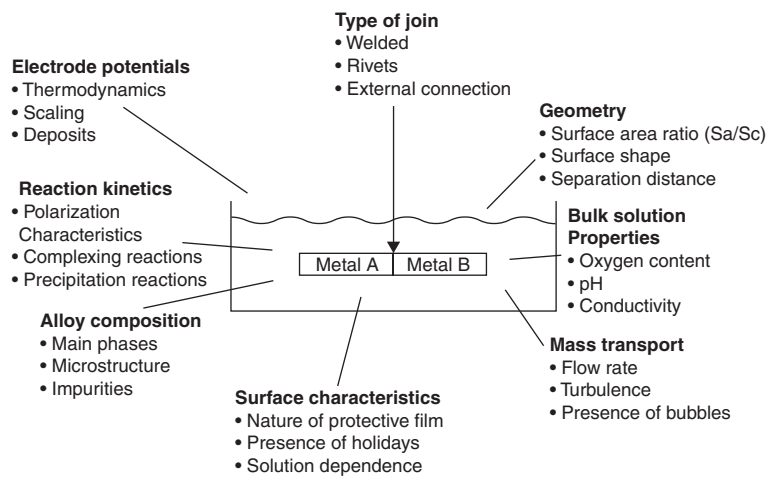 Type of join
• Welded
• Rivets
• External connection
Electrode potentials
• Thermodynamics
• Scaling
• Deposits
Geometry
• Surface area ratio (Sa/Sc)
• Surface shape
• Separation distance
Reaction kinetics
• Polarization
Characteristics
• Complexing reactions
• Precipitation reactions
Metal A
Metal B
Bulk solution
Properties
• Oxygen content
• pH
• Conductivity
Alloy composition
• Main phases
• Microstructure
• Impurities
Surface characteristics
• Nature of protective film
• Presence of holidays
• Solution dependence
Mass transport
• Flow rate
• Turbulence
• Presence of bubbles